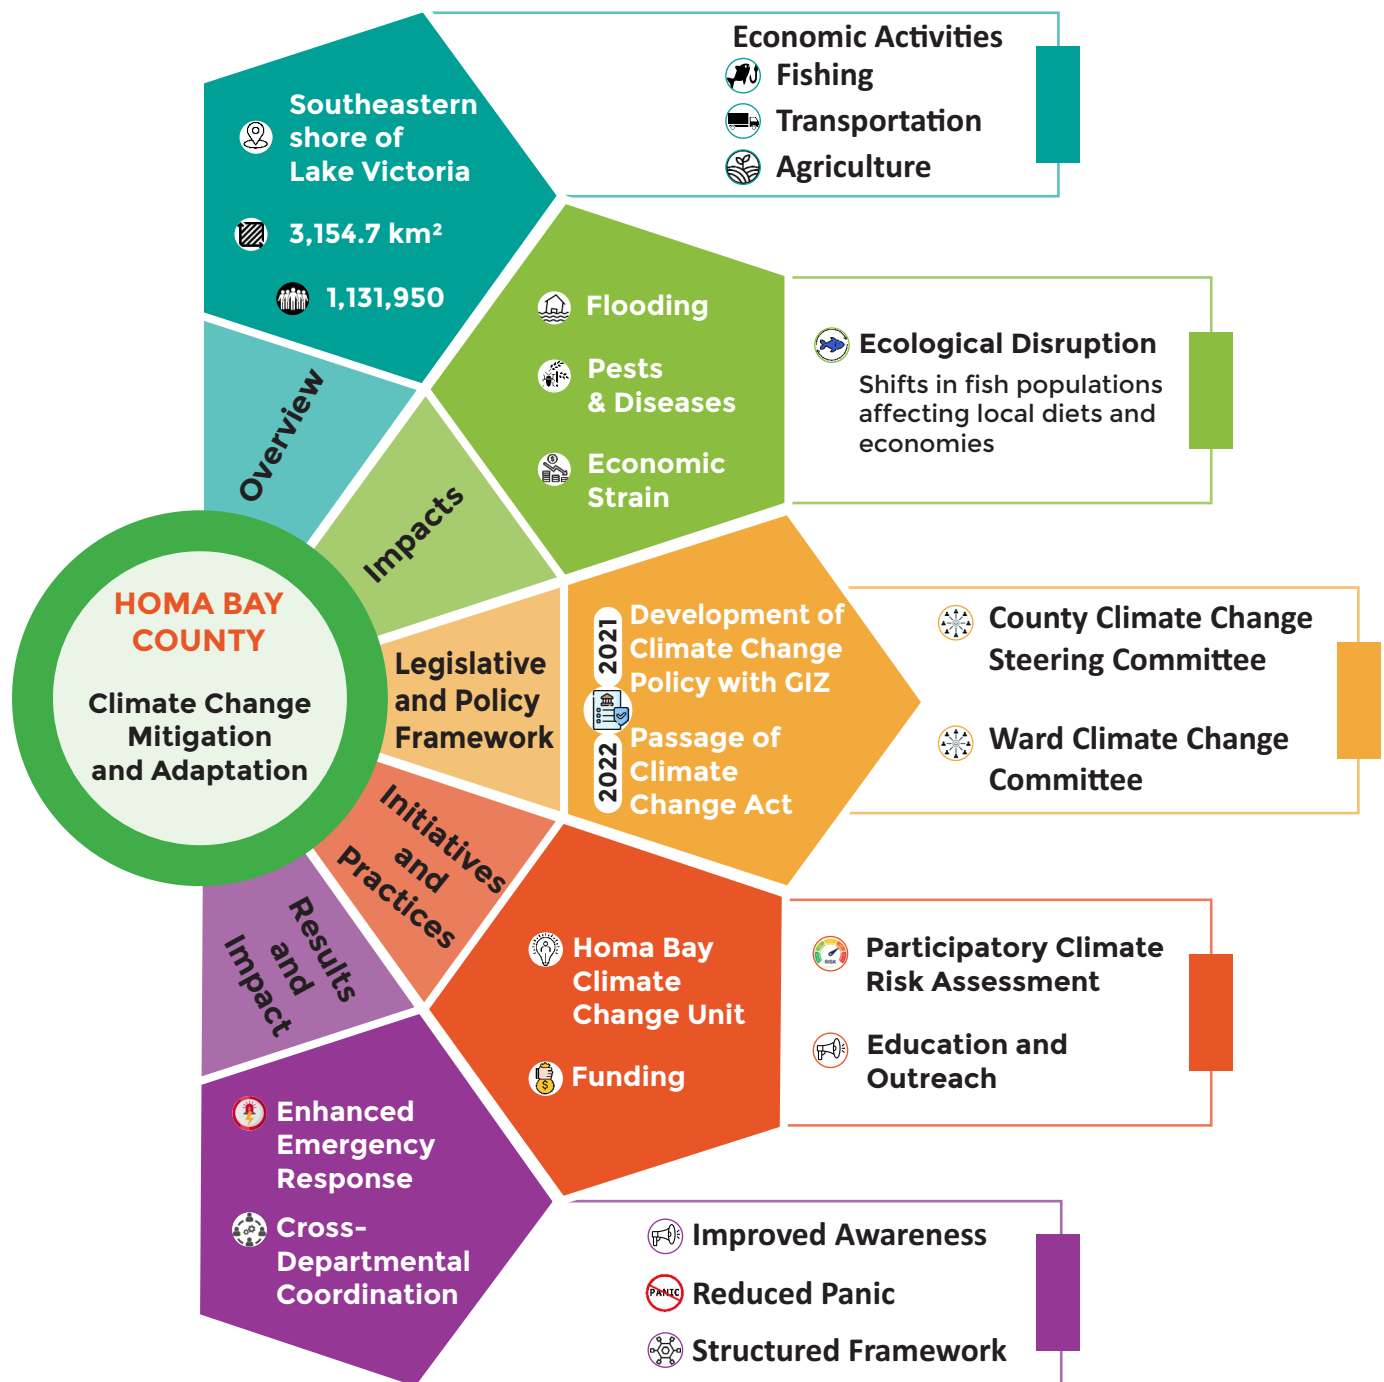 HOMA BAY
COUNTY
Climate Change
Mitigation
and Adaptation
Overview
Southeastern
shore of
Lake Victoria
3,154.7 km²
1,131,950
Economic Activities
Fishing
Transportation
Agriculture
Impacts
Flooding
Pests
& Diseases
Economic
Strain
Ecological Disruption
Shifts in fish populations
affecting local diets and
economies
Legislative
and Policy
Framework
2021
Development of
Climate Change
Policy with GIZ
2022
Passage of
Climate
Change Act
County Climate Change
Steering Committee
Ward Climate Change
Committee
Initiatives
and
Practices
Homa Bay
Climate
Change Unit
Funding
RISK
Participatory Climate
Risk Assessment
Education and
Outreach
Results
and
Impact
Enhanced
Emergency
Response
Cross-
Departmental
Coordination
Improved Awareness
PANIC
Reduced Panic
Structured Framework